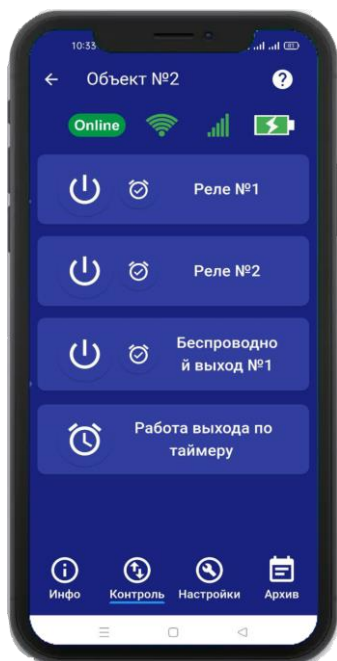 10:33
Объект №2
?
Online
Реле №1
Реле №2
Беспроводно
й выход №1
Работа выхода по
таймеру
Инфо Контроль Настройки Архив